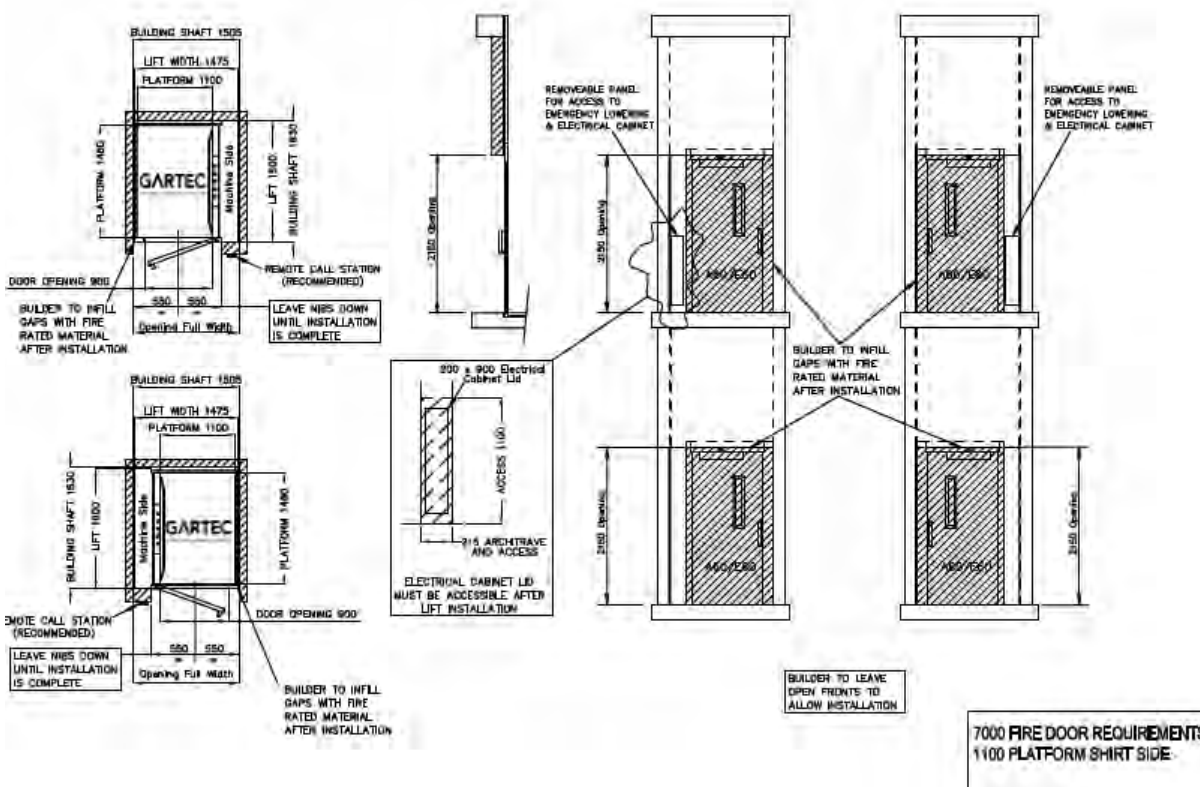 BUILDING SHAFT 1505
LIFT WIDTH 1475
PLATFORM 1100
PLATFORM 1480
GARTEC
Machine Side
LIFT 1500
BUILDING SHAFT 1530
DOOR OPENING 900
REMOTE CALL STATION
(RECOMMENDED)
550 550
Opening Full Width
BUILDER TO INFILL
GAPS WITH FIRE
RATED MATERIAL
AFTER INSTALLATION
LEAVE NIBS DOWN
UNTIL INSTALLATION
IS COMPLETE
BUILDING SHAFT 1505
LIFT WIDTH 1475
PLATFORM 1100
BUILDING SHAFT 1530
Machine Side
GARTEC
PLATFORM 1480
EMOTE CALL STATION
(RECOMMENDED)
DOOR OPENING 900
LEAVE NIBS DOWN
UNTIL INSTALLATION
IS COMPLETE
550 550
Opening Full Width
BUILDER TO INFILL
GAPS WITH FIRE
RATED MATERIAL
AFTER INSTALLATION
2150 Opening
REMOVEABLE PANEL
FOR ACCESS TO
EMERGENCY LOWERING
& ELECTRICAL CABINET
2150 Opening
REMOVEABLE PANEL
FOR ACCESS TO
EMERGENCY LOWERING
& ELECTRICAL CABINET
BUILDER TO INFILL
GAPS WITH FIRE
RATED MATERIAL
AFTER INSTALLATION
200 x 900 Electrical
Cabinet Lid
ACCESS 1100
215 ARCHITRAVE
AND ACCESS
ELECTRICAL CABINET LID
MUST BE ACCESSIBLE AFTER
LIFT INSTALLATION
2150 Opening
2150 Opening
BUILDER TO LEAVE
OPEN FRONTS TO
ALLOW INSTALLATION
7000 FIRE DOOR REQUIREMENTS
1100 PLATFORM SHIRT SIDE